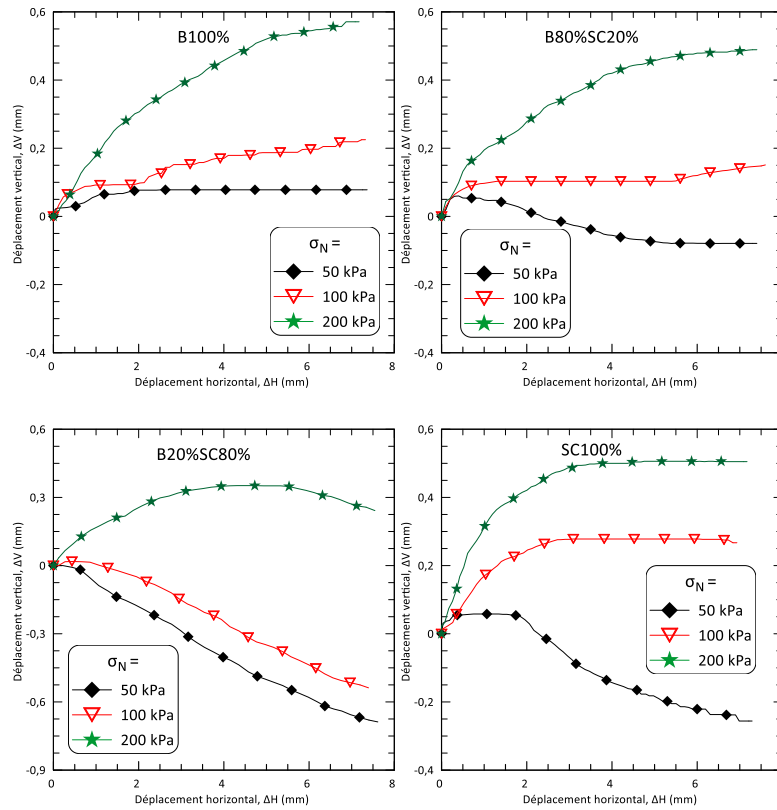 B100%
0,6
0,4
0,2
0
-0,2
-0,4
Déplacement vertical, ΔV (mm)
σN =
50 kPa
100 kPa
200 kPa
0 2 4 6 8
Déplacement horizontal, ΔH (mm)
B80%SC20%
0,6
0,4
0,2
0
-0,2
-0,4
Déplacement vertical, ΔV (mm)
σN =
50 kPa
100 kPa
200 kPa
0 2 4 6 8
Déplacement horizontal, ΔH (mm)
B20%SC80%
0,6
0,3
0
-0,3
-0,6
-0,9
Déplacement vertical, ΔV (mm)
σN =
50 kPa
100 kPa
200 kPa
0 2 4 6 8
Déplacement horizontal, ΔH (mm)
SC100%
0,6
0,4
0,2
0
-0,2
-0,4
Déplacement vertical, ΔV (mm)
σN =
50 kPa
100 kPa
200 kPa
0 2 4 6 8
Déplacement horizontal, ΔH (mm)